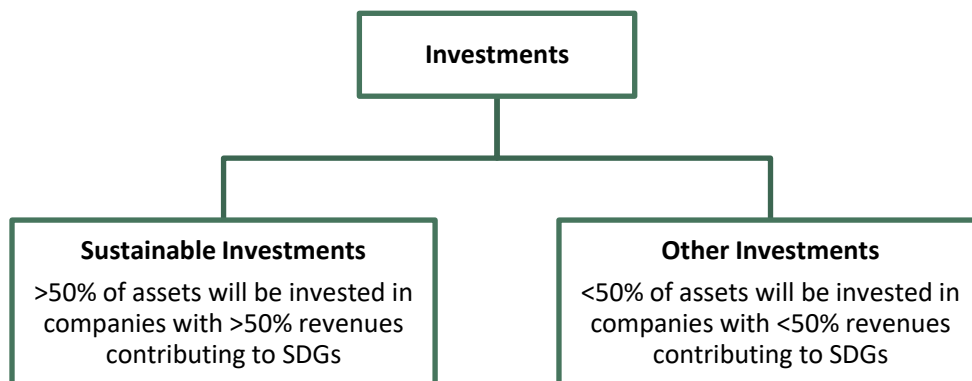 Investments
Sustainable Investments
>50% of assets will be invested in
companies with >50% revenues
contributing to SDGs
Other Investments
<50% of assets will be invested in
companies with <50% revenues
contributing to SDGs